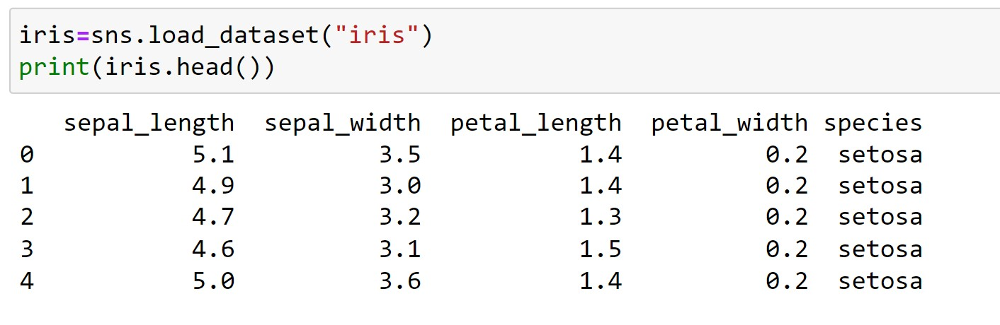 iris=sns.load_dataset("iris")
print(iris.head())
sepal_length  sepal_width  petal_length  petal_width species
0           5.1          3.5           1.4          0.2  setosa
1           4.9          3.0           1.4          0.2  setosa
2           4.7          3.2           1.3          0.2  setosa
3           4.6          3.1           1.5          0.2  setosa
4           5.0          3.6           1.4          0.2  setosa